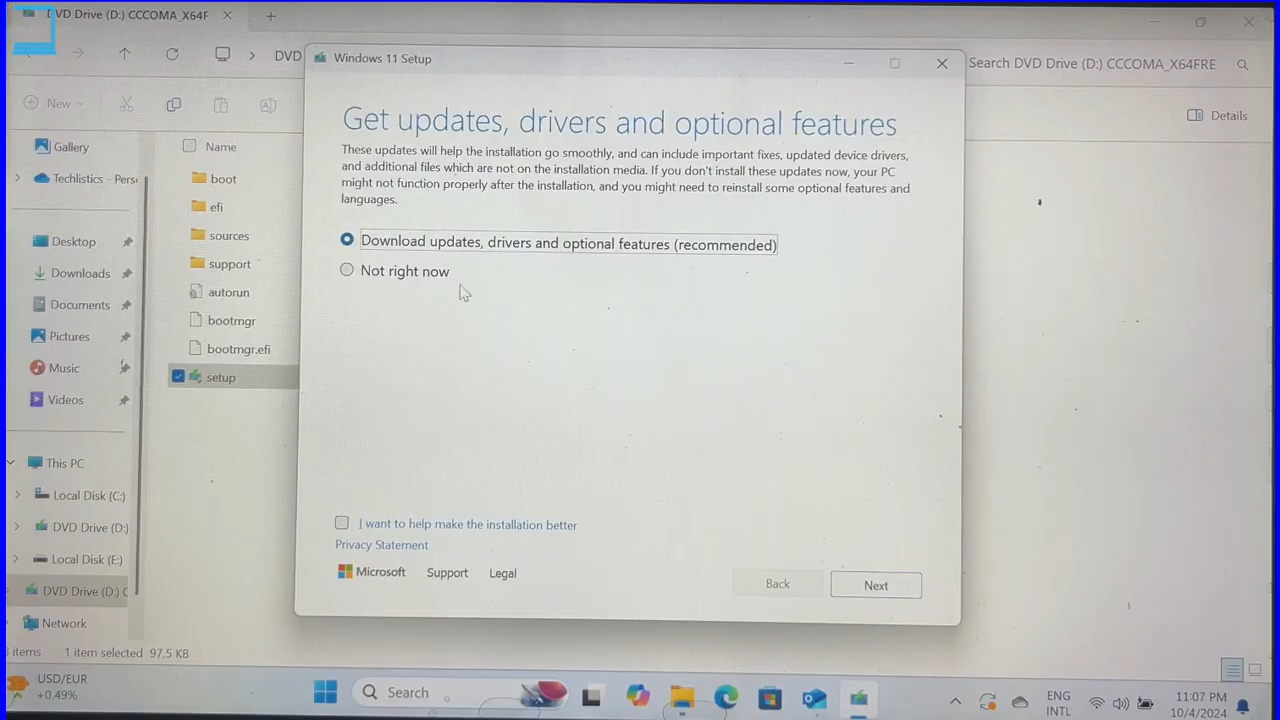 DVD Drive (D:) CCCOMA_X64F
DVD
Search DVD Drive (D:) CCCOMA_X64FRE
New
Details
Gallery
Techlistics - Pers
Desktop
Downloads
Documents
Pictures
Music
Videos
This PC
Local Disk (C:)
DVD Drive (D:)
Local Disk (E:)
DVD Drive (D:) C
Network
items
1 item selected 97.5 KB
Name
boot
efi
sources
support
autorun
bootmgr
bootmgr.efi
setup
Windows 11 Setup
Get updates, drivers and optional features
These updates will help the installation go smoothly, and can include important fixes, updated device drivers,
and additional files which are not on the installation media. If you don't install these updates now, your PC
might not function properly after the installation, and you might need to reinstall some optional features and
languages.
Download updates, drivers and optional features (recommended)
Not right now
I want to help make the installation better
Privacy Statement
Microsoft Support Legal
Back Next
USD/EUR
+0.49%
Search
ENG
INTL
11:07 PM
10/4/2024